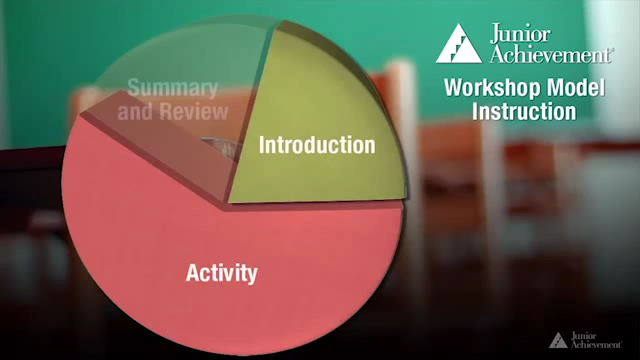 Junior
Achievement®
Workshop Model
Instruction
Summary
and Review
Introduction
Activity
Junior
Achievement®